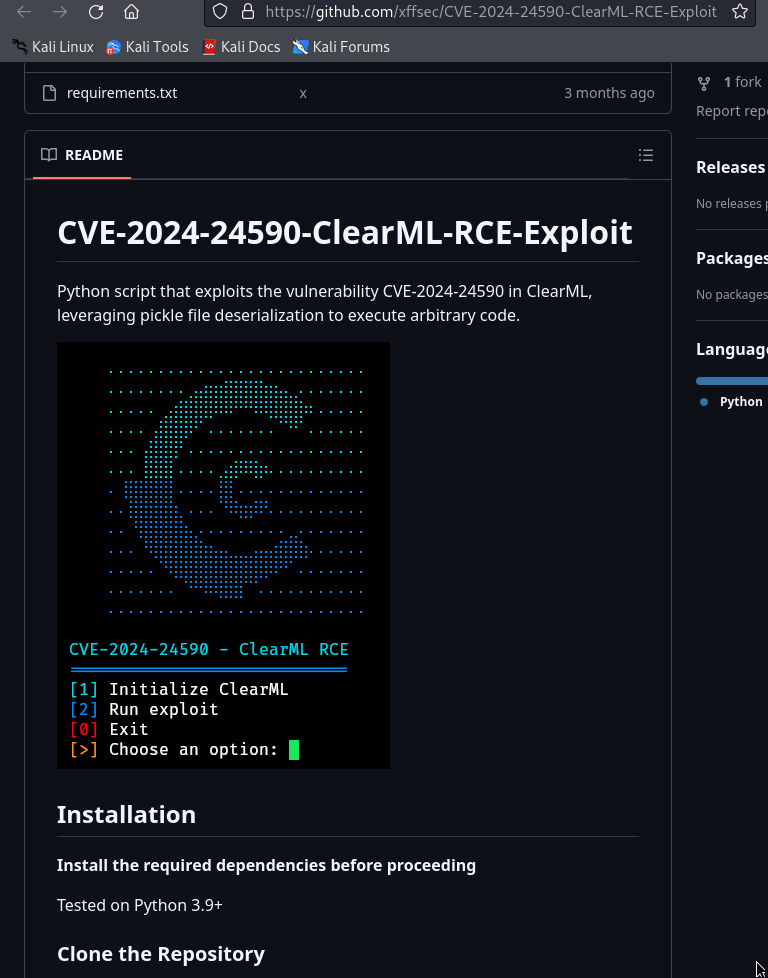 https://github.com/xffsec/CVE-2024-24590-ClearML-RCE-Exploit
Kali Linux Kali Tools Kali Docs Kali Forums
requirements.txt x 3 months ago
1 fork
Report repo
README
Releases
No releases p
CVE-2024-24590-ClearML-RCE-Exploit
Packages
Python script that exploits the vulnerability CVE-2024-24590 in ClearML,
No packages
leveraging pickle file deserialization to execute arbitrary code.
Language
Python
CVE-2024-24590 - ClearML RCE
[1] Initialize ClearML
[2] Run exploit
[0] Exit
[>] Choose an option:
Installation
Install the required dependencies before proceeding
Tested on Python 3.9+
Clone the Repository